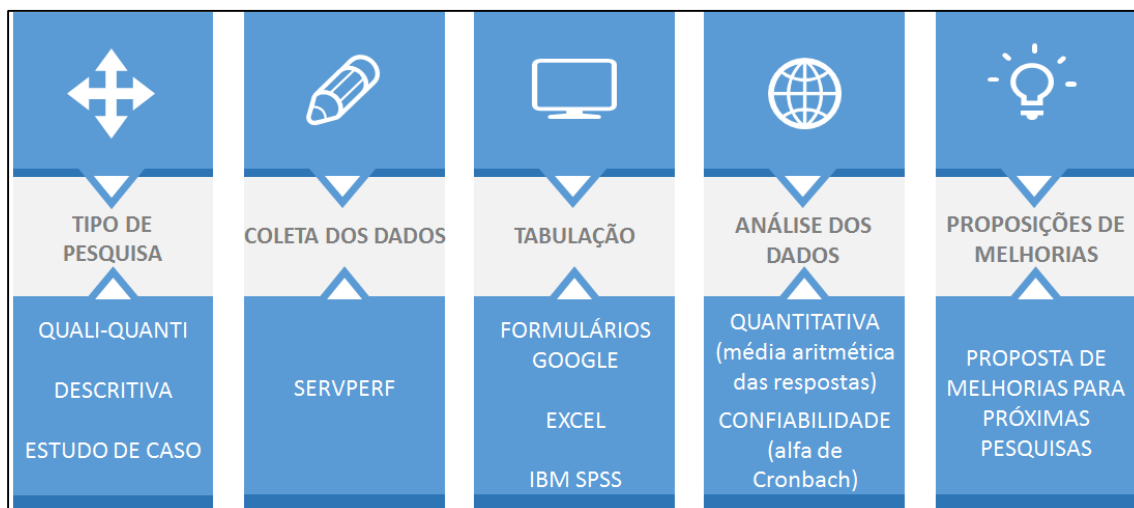 TIPO DE
PESQUISA
QUALI-QUANTI
DESCRITIVA
ESTUDO DE CASO
COLETA DOS DADOS
SERVPERF
TABULAÇÃO
FORMULÁRIOS
GOOGLE
EXCEL
IBM SPSS
ANÁLISE DOS
DADOS
QUANTITATIVA
(média aritmética
das respostas)
CONFIABILIDADE
(alfa de
Cronbach)
PROPOSIÇÕES DE
MELHORIAS
PROPOSTA DE
MELHORIAS PARA
PRÓXIMAS
PESQUISAS